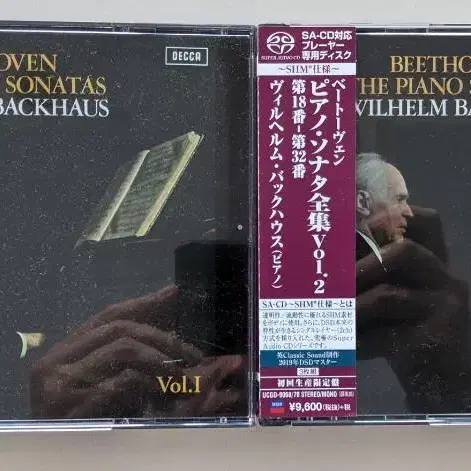 OVEN
SONATAS
BACKHAUS
DECCA
Vol.I
SUPER AUDIO CD
SA-CD対応
プレーヤー
専用ディスク
～SHM仕様～
ベートーヴェン
ピアノ・ソナタ全集Vol.2
第18番-第32番
ヴィルヘルム・バックハウス(ピアノ)
SA-CD～SHM仕様～とは
英Classic Sound制作
2019年DSDマスター
3枚組
初回生産限定盤
¥9,600(税抜)+税
BEETHO
THE PIANO S
WILHELM BA